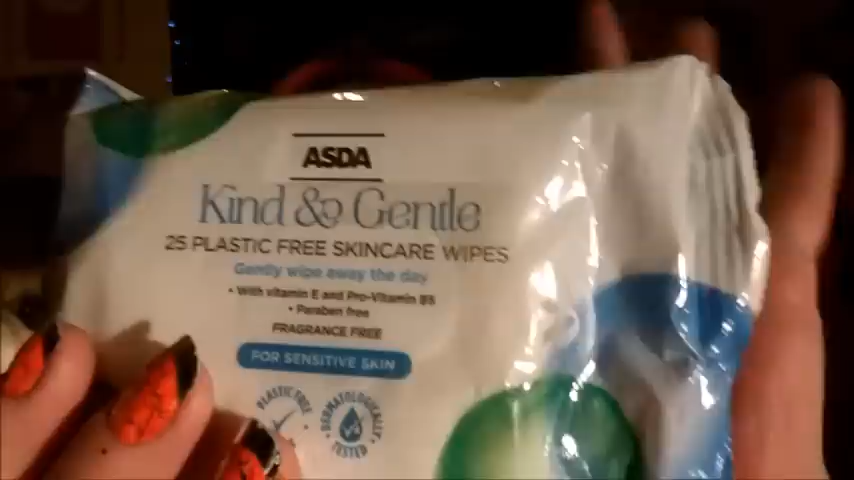 ASDA
Kind & Gentle
25 PLASTIC FREE SKINCARE WIPES
Gently wipe away the day
• With vitamin E and Pro-Vitamin B5
• Paraben free
FRAGRANCE FREE
FOR SENSITIVE SKIN
PLASTIC FREE
DERMATOLOGICALLY TESTED